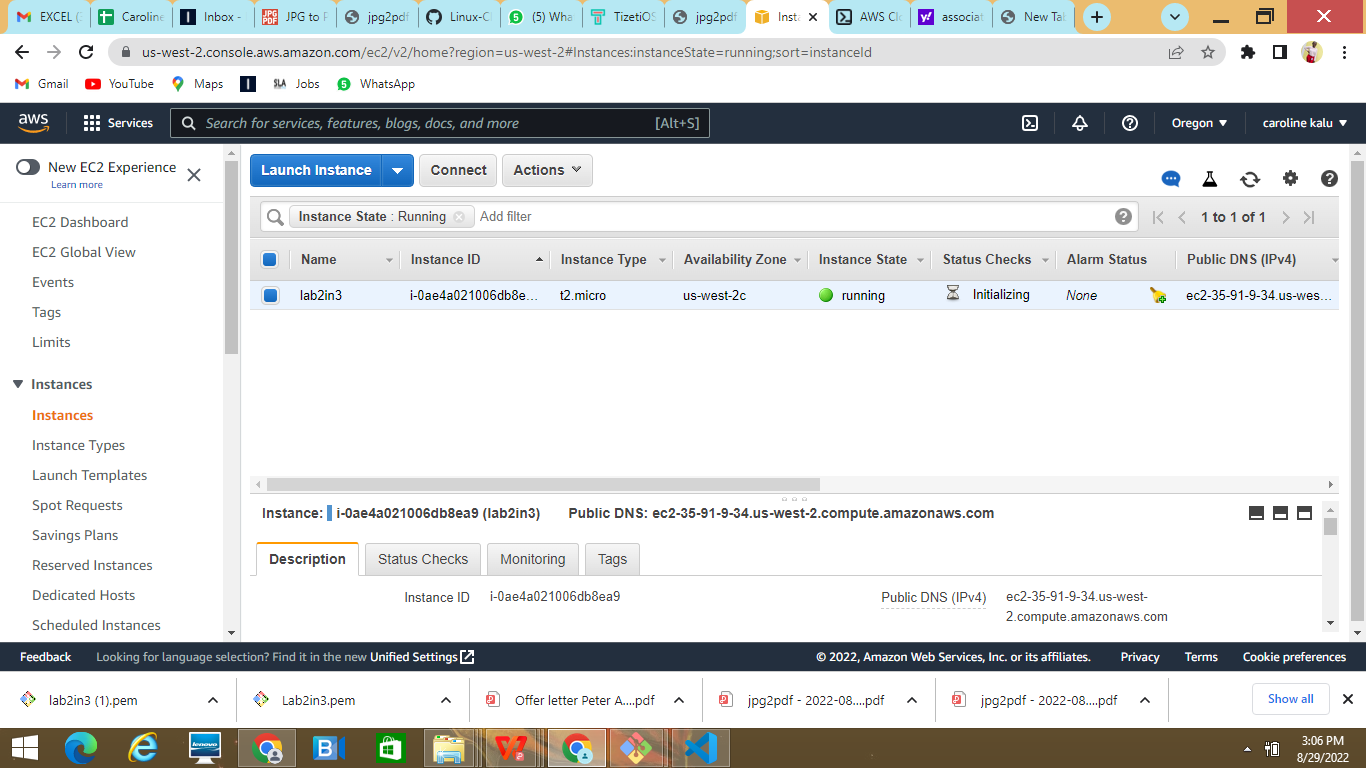 EXCEL (
Caroline
Inbox -
JPG to P
jpg2pdf
Linux-Cl
(5) Wha
TizetiOS
jpg2pdf
Insta
AWS Clo
associat
New Tab
us-west-2.console.aws.amazon.com/ec2/v2/home?region=us-west-2#Instances:instanceState=running;sort=instanceId
Gmail
YouTube
Maps
SLA Jobs
WhatsApp
aws
Services
Search for services, features, blogs, docs, and more
[Alt+S]
Oregon
caroline kalu
New EC2 Experience
Learn more
EC2 Dashboard
EC2 Global View
Events
Tags
Limits
Instances
Instances
Instance Types
Launch Templates
Spot Requests
Savings Plans
Reserved Instances
Dedicated Hosts
Scheduled Instances
Launch Instance
Connect
Actions
Instance State : Running
Add filter
1 to 1 of 1
Name Instance ID Instance Type Availability Zone Instance State Status Checks Alarm Status Public DNS (IPv4)
lab2in3 i-0ae4a021006db8e... t2.micro us-west-2c running Initializing None ec2-35-91-9-34.us-wes...
Instance: i-0ae4a021006db8ea9 (lab2in3) Public DNS: ec2-35-91-9-34.us-west-2.compute.amazonaws.com
Description
Status Checks
Monitoring
Tags
Instance ID i-0ae4a021006db8ea9
Public DNS (IPv4) ec2-35-91-9-34.us-west-
2.compute.amazonaws.com
Feedback
Looking for language selection? Find it in the new Unified Settings
© 2022, Amazon Web Services, Inc. or its affiliates.
Privacy
Terms
Cookie preferences
lab2in3 (1).pem
Lab2in3.pem
Offer letter Peter A....pdf
jpg2pdf - 2022-08....pdf
jpg2pdf - 2022-08....pdf
Show all
lenovo
3:06 PM
8/29/2022